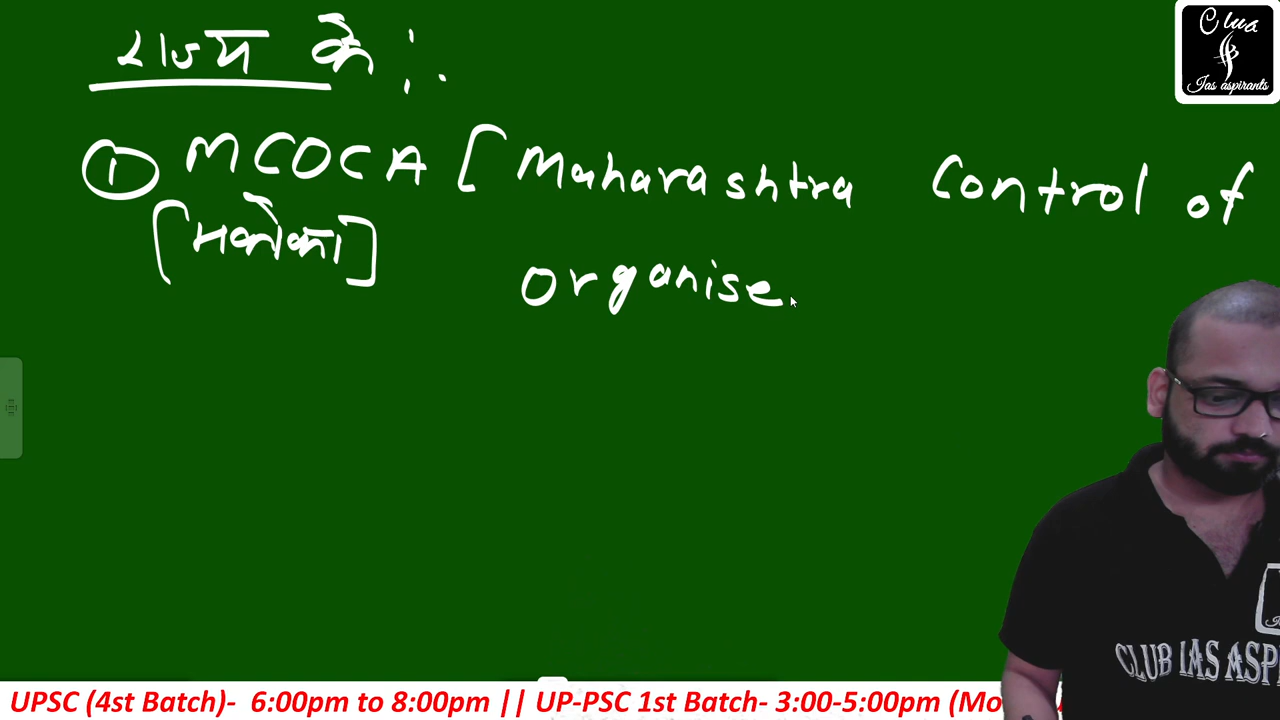 राज्य के :-
① MCOCA [ Maharashtra Control of
[मकोका]
organise
Club
Ias aspirants
CLUB IAS ASP
UPSC (4st Batch)- 6:00pm to 8:00pm || UP-PSC 1st Batch- 3:00-5:00pm (Mo